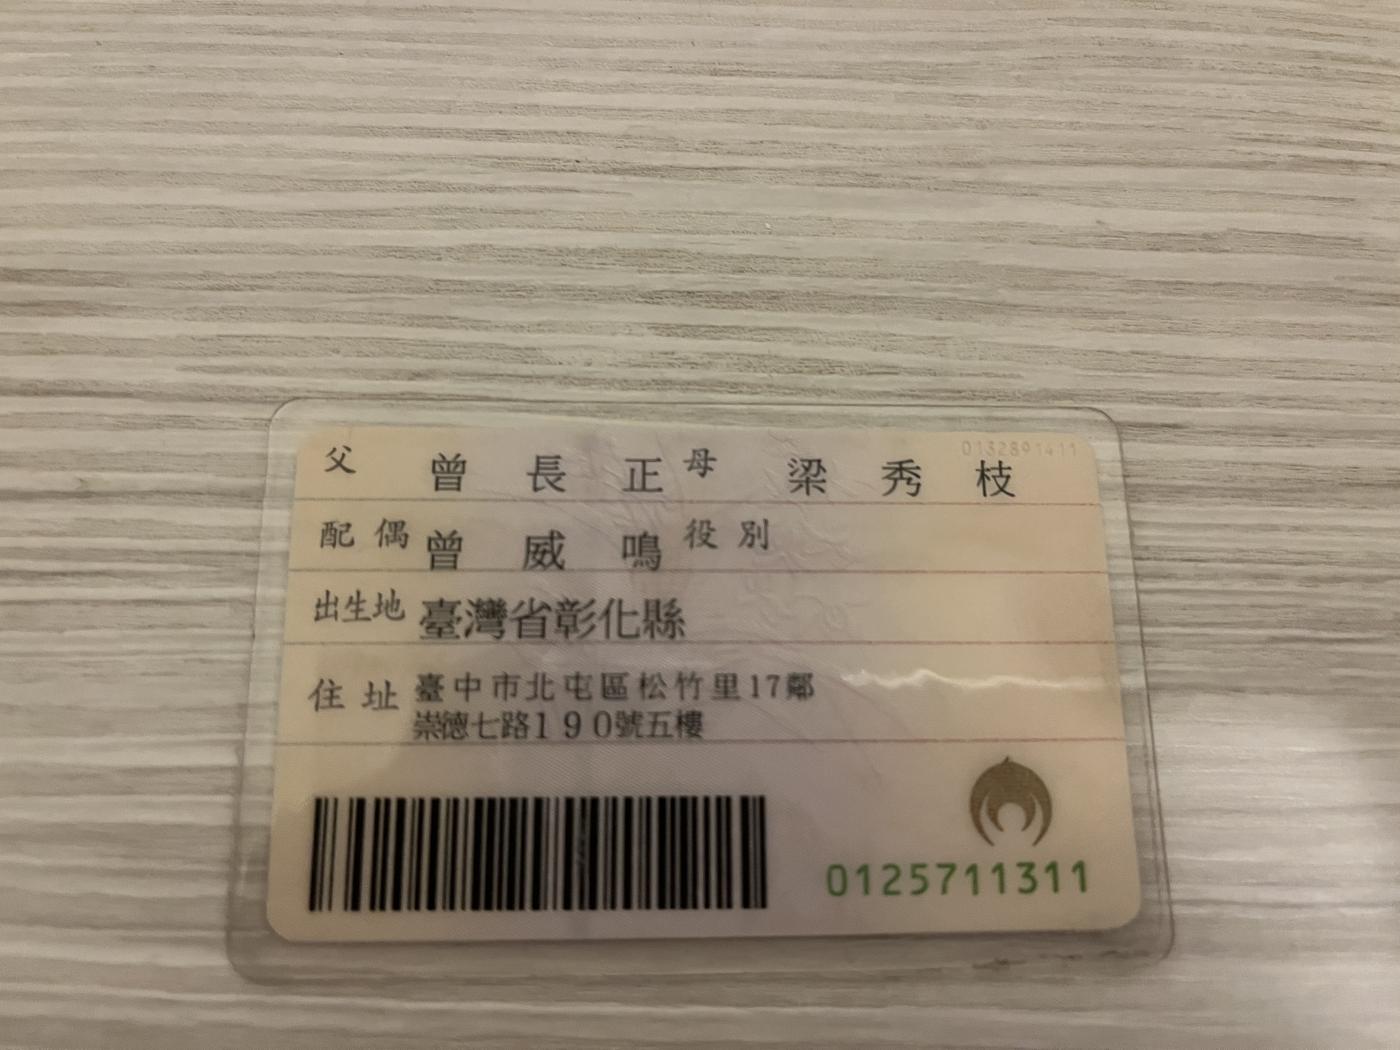 0132891411
父 曾長正 母 梁秀枝
配偶 曾威鳴 役別
出生地 臺灣省彰化縣
住址 臺中市北屯區松竹里17鄰
崇德七路190號五樓
0125711311